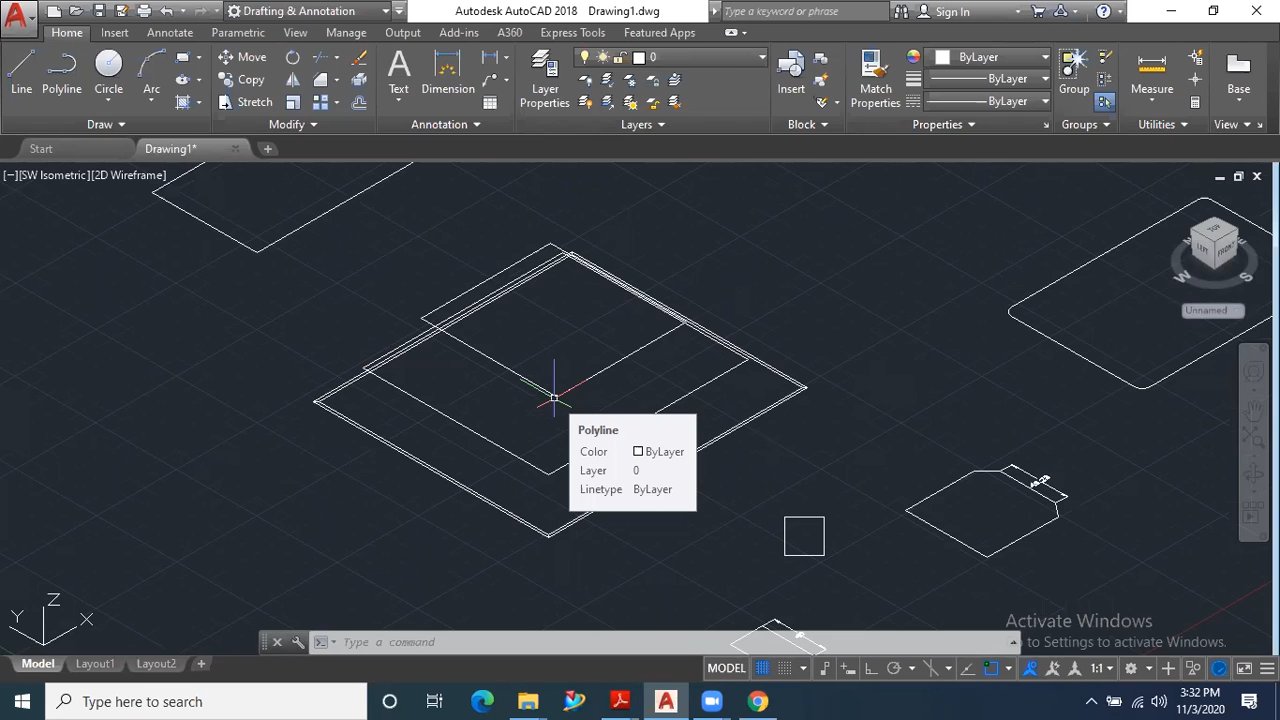 Drafting & Annotation
Autodesk AutoCAD 2018 Drawing1.dwg
Type a keyword or phrase
Sign In
Home Insert Annotate Parametric View Manage Output Add-ins A360 Express Tools Featured Apps
Line Polyline Circle Arc
Move
Copy
Stretch
Text Dimension
Layer Properties
0
Insert
Match Properties
ByLayer
ByLayer
ByLayer
Group
Measure
Base
Draw Modify Annotation Layers Block Properties Groups Utilities View
Start Drawing1*
[−][SW Isometric][2D Wireframe]
TOP
LEFT FRONT
W S
Unnamed
Polyline
Color ByLayer
Layer 0
Linetype ByLayer
Z
Y X
Activate Windows
o to Settings to activate Windows.
Type a command
Model Layout1 Layout2 +
MODEL 1:1
Type here to search
3:32 PM
11/3/2020